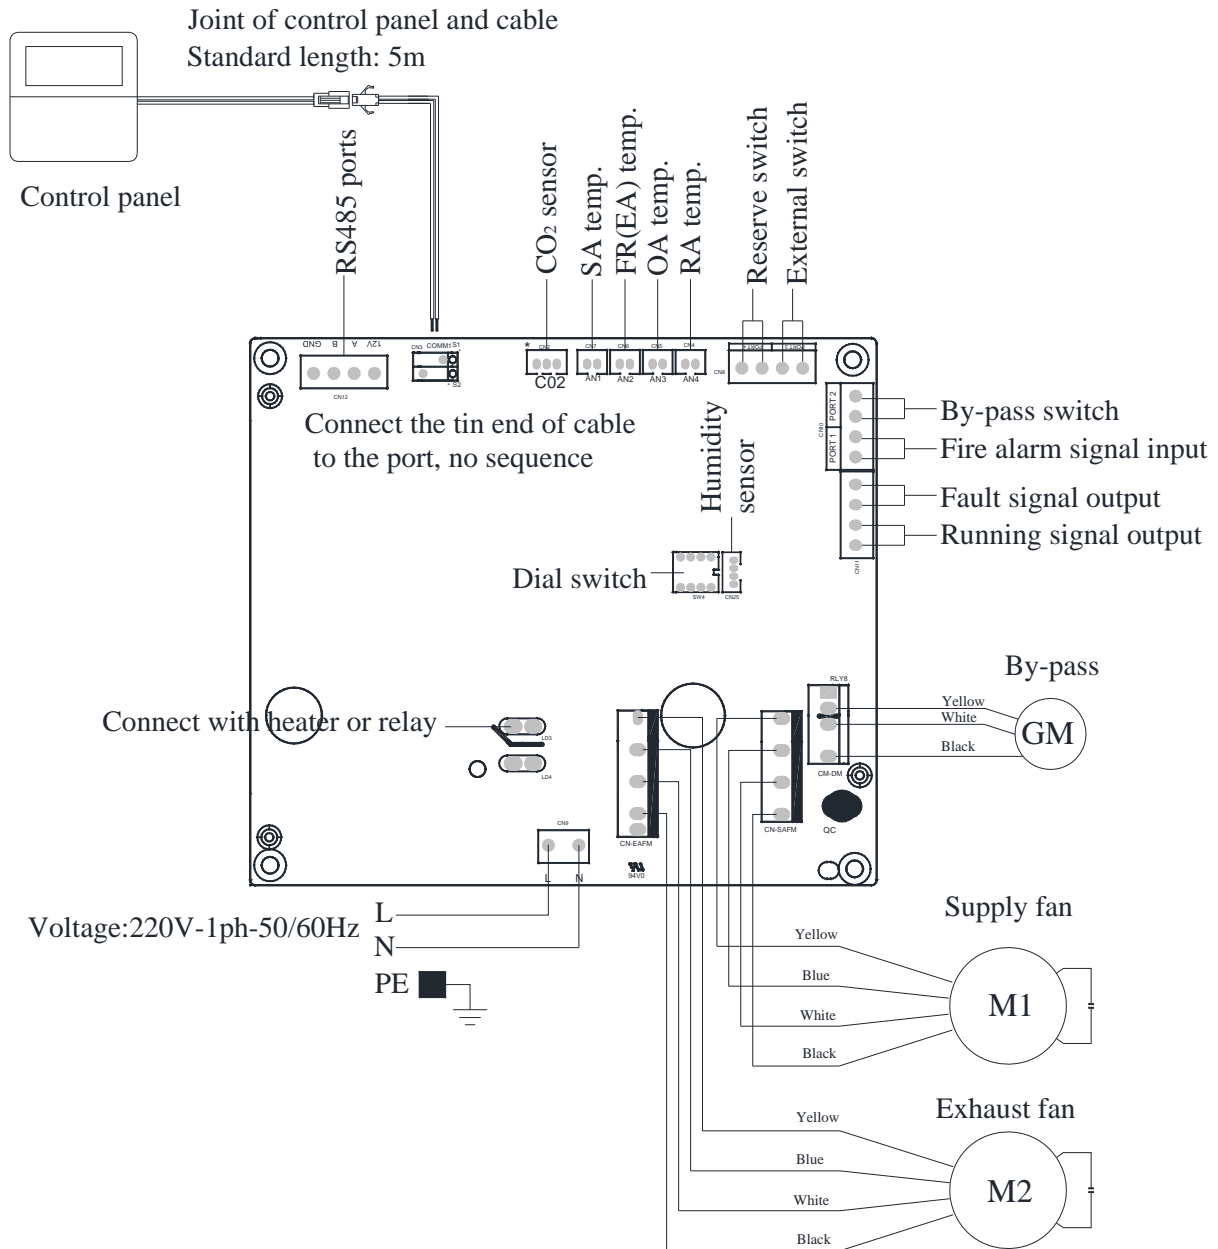 Joint of control panel and cable
Standard length: 5m
Control panel
RS485 ports
CO2 sensor
SA temp.
FR(EA) temp.
OA temp.
RA temp.
Reserve switch
External switch
GND
B
A
12V
CN12
CN3
COMM1
S1
S2
*
C02
CN7
AN1
CN6
AN2
CN5
AN3
CN4
AN4
CN8
Connect the tin end of cable
to the port, no sequence
PORT 2
PORT 1
CN10
CN11
By-pass switch
Fire alarm signal input
Fault signal output
Running signal output
Humidity
sensor
Dial switch
SW4
CN25
By-pass
RLY8
Yellow
White
Black
GM
CM-DM
QC
Connect with heater or relay
LD3
LD4
CN9
L
N
CN-EAFM
94V0
CN-SAFM
Voltage:220V-1ph-50/60Hz
L
N
PE
Supply fan
Yellow
Blue
White
Black
M1
Exhaust fan
Yellow
Blue
White
Black
M2